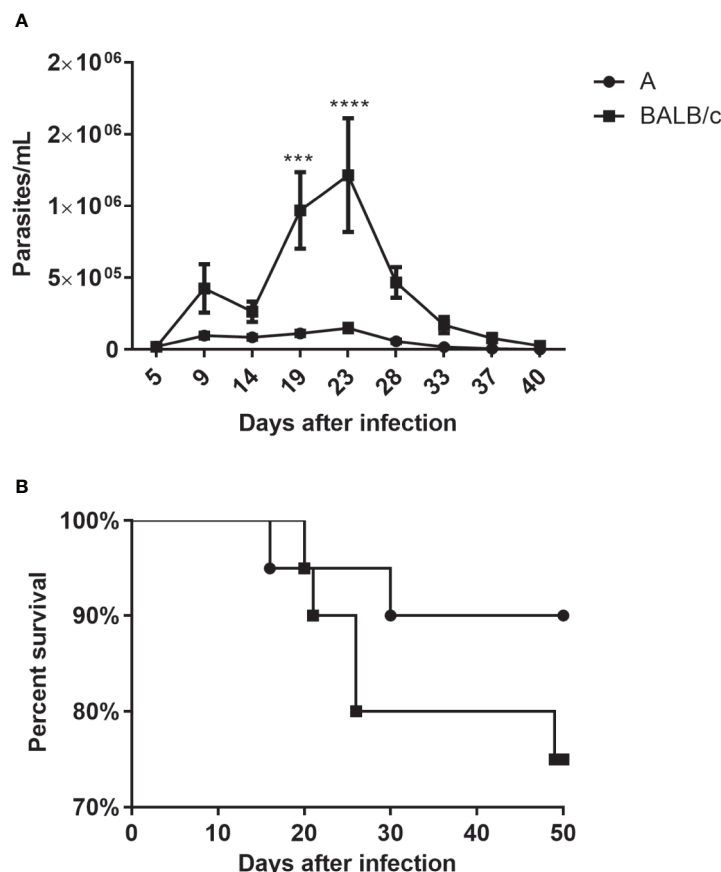 A
2×10⁰⁶
2×10⁰⁶
1×10⁰⁶
5×10⁰⁵
0
Parasites/mL
***
****
A
BALB/c
5 9 14 19 23 28 33 37 40
Days after infection
B
100%
90%
80%
70%
Percent survival
0 10 20 30 40 50
Days after infection